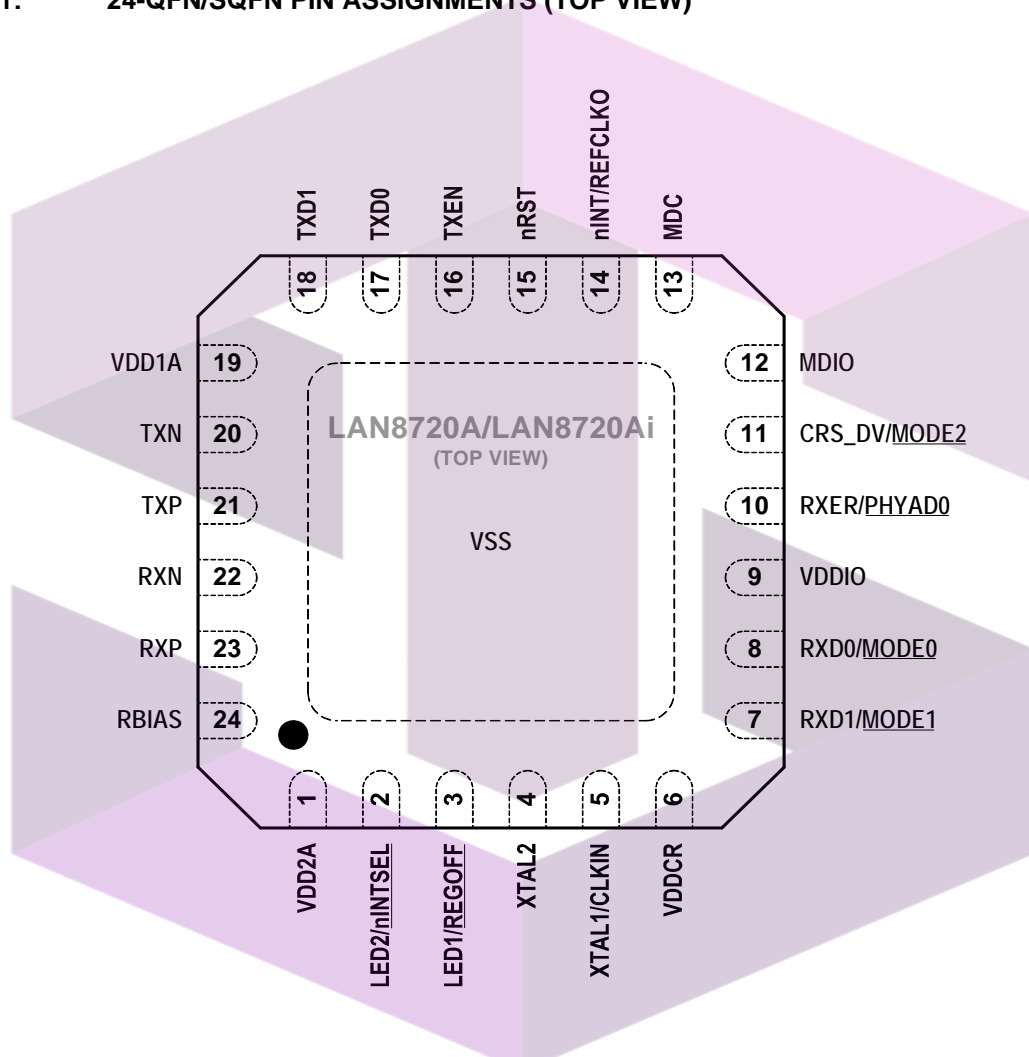 24-QFN/SQFN PIN ASSIGNMENTS (TOP VIEW)
TXD1
TXD0
TXEN
nRST
nINT/REFCLKO
MDC
18
17
16
15
14
13
VDD1A 19
TXN 20
TXP 21
RXN 22
RXP 23
RBIAS 24
LAN8720A/LAN8720Ai
(TOP VIEW)
VSS
12 MDIO
11 CRS_DV/MODE2
10 RXER/PHYAD0
9 VDDIO
8 RXD0/MODE0
7 RXD1/MODE1
1
2
3
4
5
6
VDD2A
LED2/nINTSEL
LED1/REGOFF
XTAL2
XTAL1/CLKIN
VDDCR